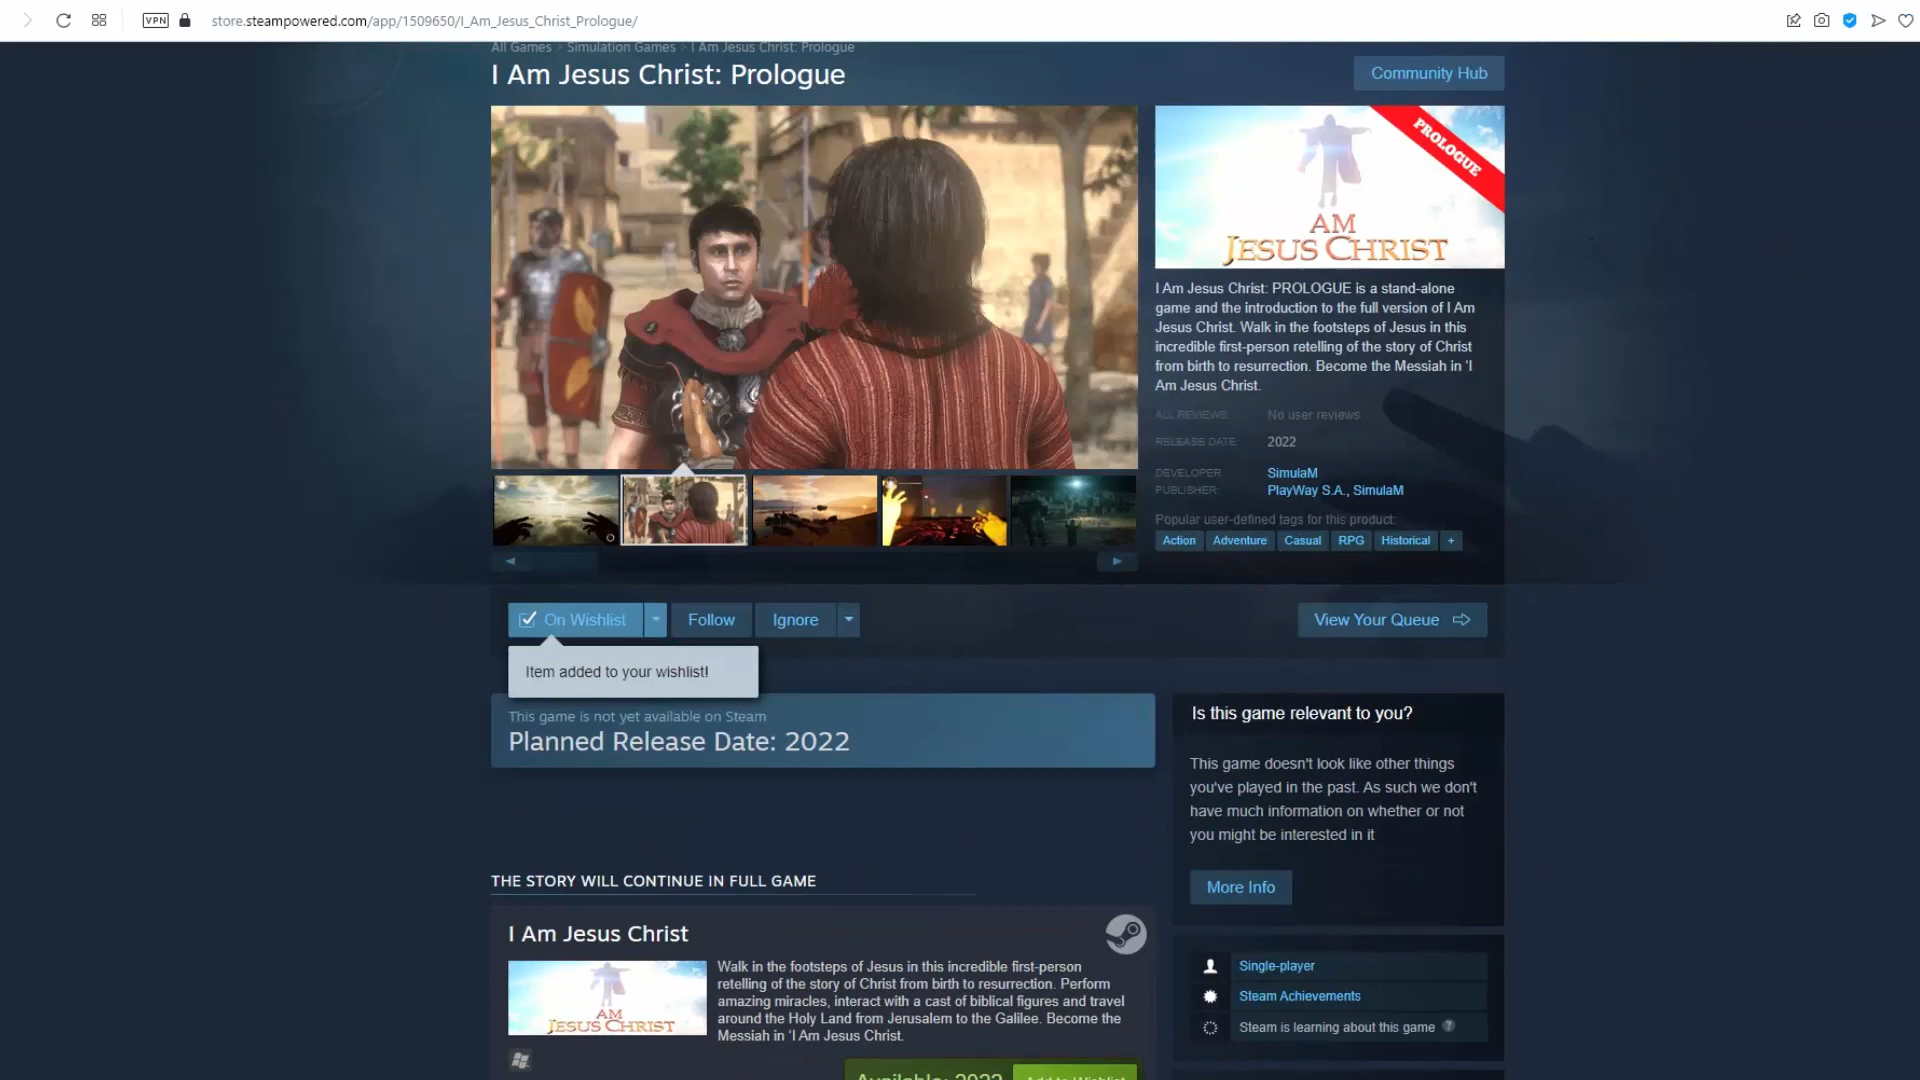 VPN
store.steampowered.com/app/1509650/I_Am_Jesus_Christ_Prologue/
All Games > Simulation Games > I Am Jesus Christ: Prologue
I Am Jesus Christ: Prologue
Community Hub
PROLOGUE
AM
JESUS CHRIST
I Am Jesus Christ: PROLOGUE is a stand-alone
game and the introduction to the full version of I Am
Jesus Christ. Walk in the footsteps of Jesus in this
incredible first-person retelling of the story of Christ
from birth to resurrection. Become the Messiah in 'I
Am Jesus Christ.
ALL REVIEWS: No user reviews
RELEASE DATE: 2022
DEVELOPER: SimulaM
PUBLISHER: PlayWay S.A., SimulaM
Popular user-defined tags for this product:
Action Adventure Casual RPG Historical +
On Wishlist Follow Ignore
View Your Queue
Item added to your wishlist!
This game is not yet available on Steam
Planned Release Date: 2022
Is this game relevant to you?
This game doesn't look like other things
you've played in the past. As such we don't
have much information on whether or not
you might be interested in it
More Info
THE STORY WILL CONTINUE IN FULL GAME
I Am Jesus Christ
AM
JESUS CHRIST
Walk in the footsteps of Jesus in this incredible first-person
retelling of the story of Christ from birth to resurrection. Perform
amazing miracles, interact with a cast of biblical figures and travel
around the Holy Land from Jerusalem to the Galilee. Become the
Messiah in 'I Am Jesus Christ.
Available: 2022 Add to Wishlist
Single-player
Steam Achievements
Steam is learning about this game ?